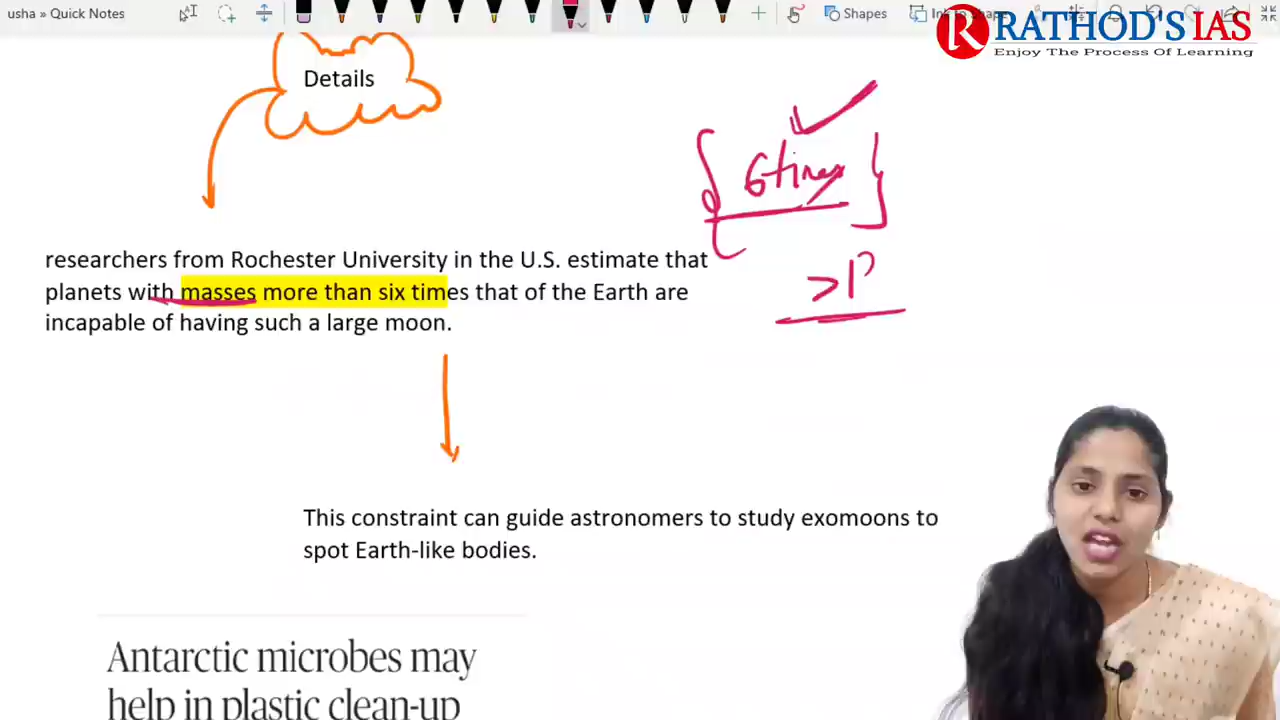 usha » Quick Notes
Shapes
RATHOD'S IAS
Enjoy The Process Of Learning
Details
6 times
researchers from Rochester University in the U.S. estimate that
planets with masses more than six times that of the Earth are
incapable of having such a large moon.
This constraint can guide astronomers to study exomoons to
spot Earth-like bodies.
Antarctic microbes may
help in plastic clean-up